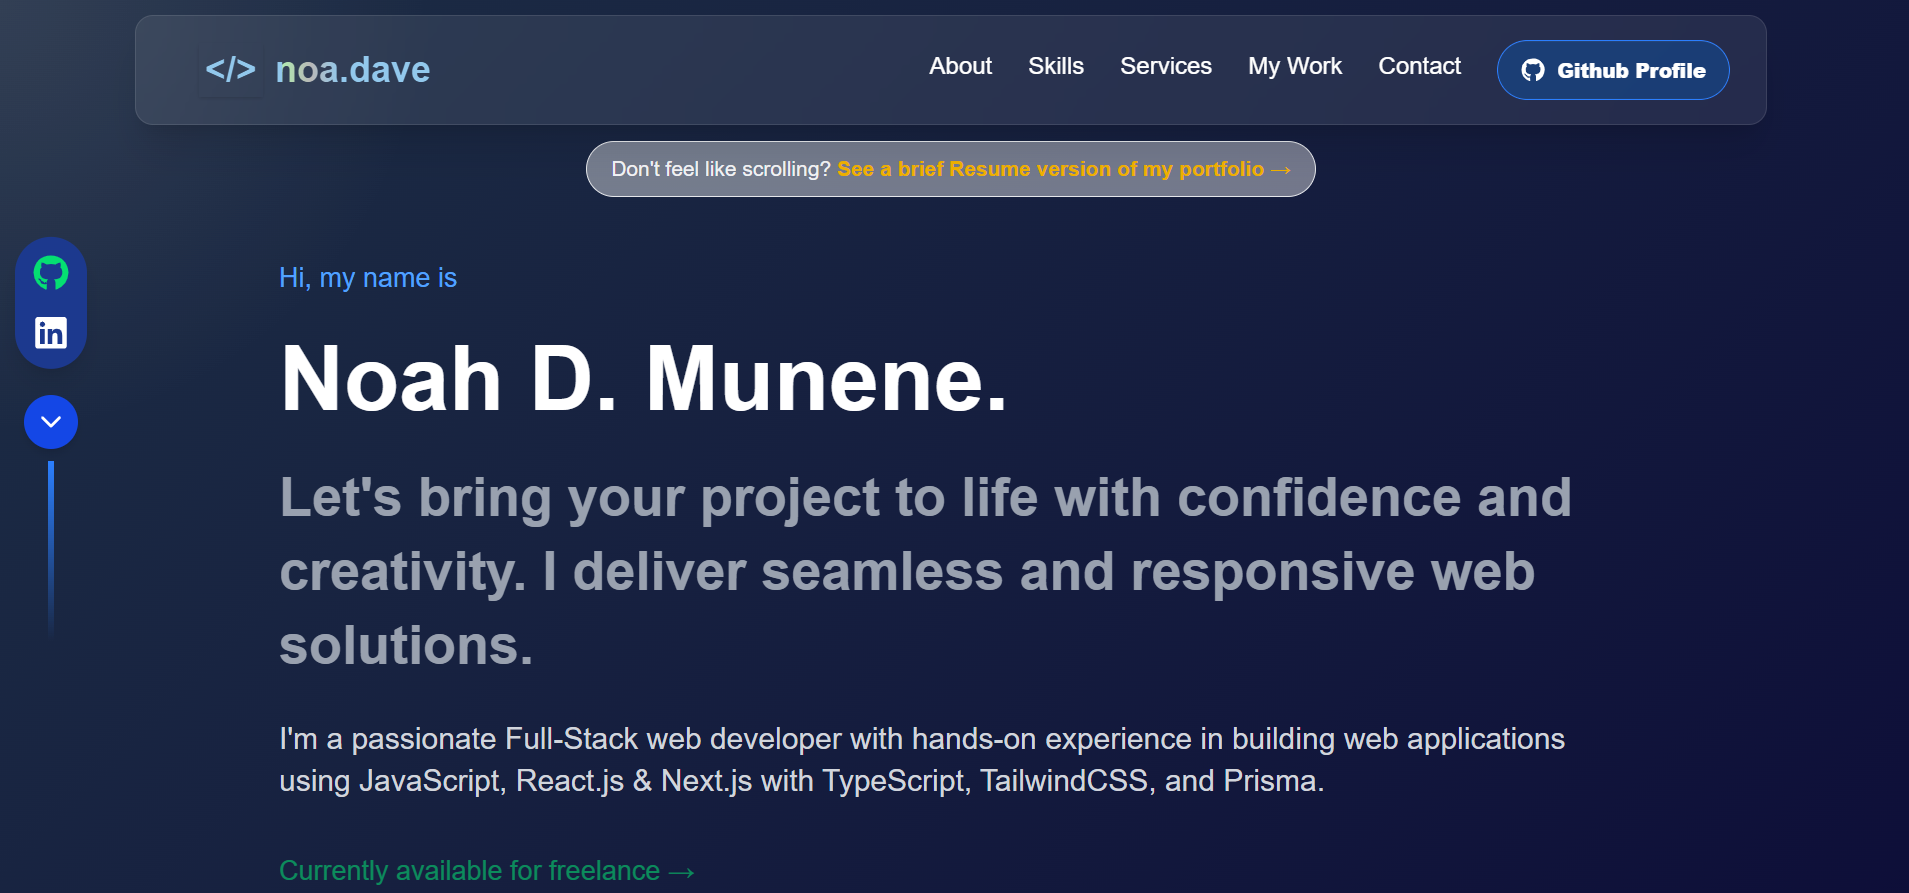 </> noa.dave
About Skills Services My Work Contact Github Profile
Don't feel like scrolling? See a brief Resume version of my portfolio →
Hi, my name is
in
Noah D. Munene.
Let's bring your project to life with confidence and
creativity. I deliver seamless and responsive web
solutions.
I'm a passionate Full-Stack web developer with hands-on experience in building web applications
using JavaScript, React.js & Next.js with TypeScript, TailwindCSS, and Prisma.
Currently available for freelance →